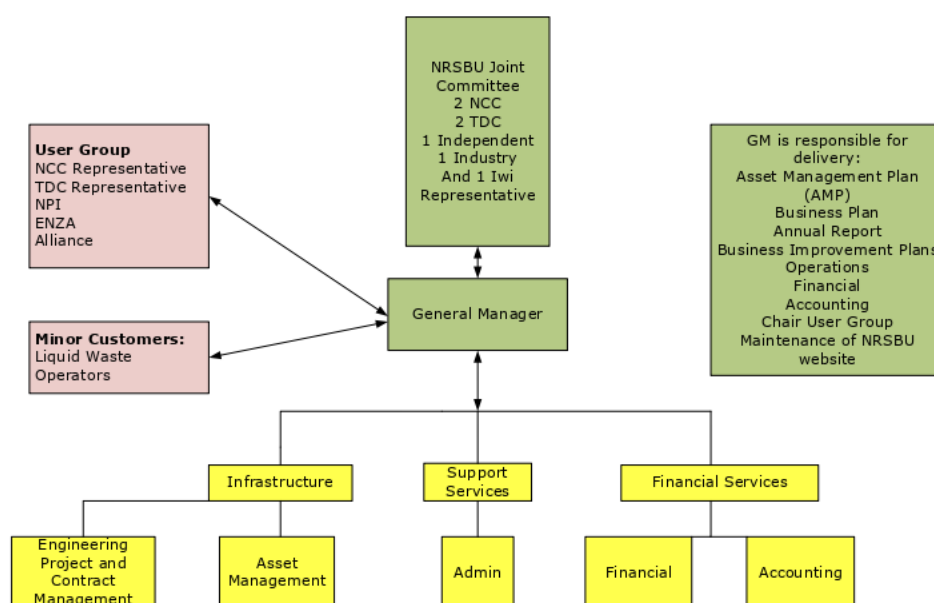 NRSBU Joint
Committee
2 NCC
2 TDC
1 Independent
1 Industry
And 1 Iwi
Representative
User Group
NCC Representative
TDC Representative
NPI
ENZA
Alliance
GM is responsible for
delivery:
Asset Management Plan
(AMP)
Business Plan
Annual Report
Business Improvement Plans
Operations
Financial
Accounting
Chair User Group
Maintenance of NRSBU
website
General Manager
Minor Customers:
Liquid Waste
Operators
Infrastructure
Support
Services
Financial Services
Engineering
Project and
Contract
Management
Asset
Management
Admin
Financial
Accounting